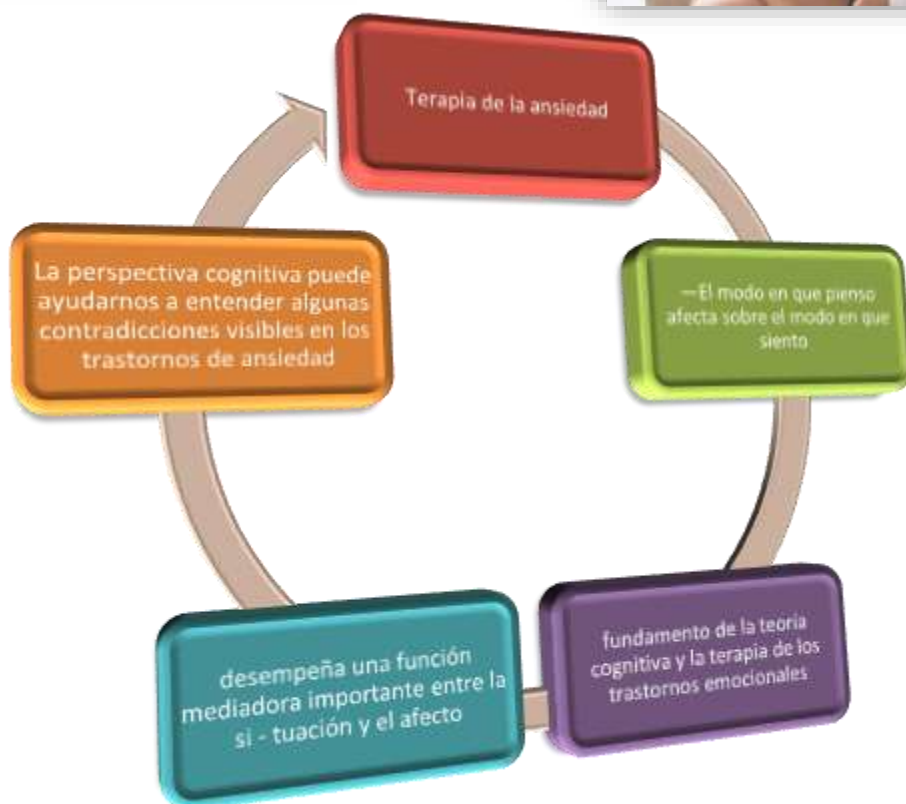 Terapia de la ansiedad
—El modo en que pienso
afecta sobre el modo en que
siento
fundamento de la teoría
cognitiva y la terapia de los
trastornos emocionales
desempeña una función
mediadora importante entre la
si - tuación y el afecto
La perspectiva cognitiva puede
ayudarnos a entender algunas
contradicciones visibles en los
trastornos de ansiedad